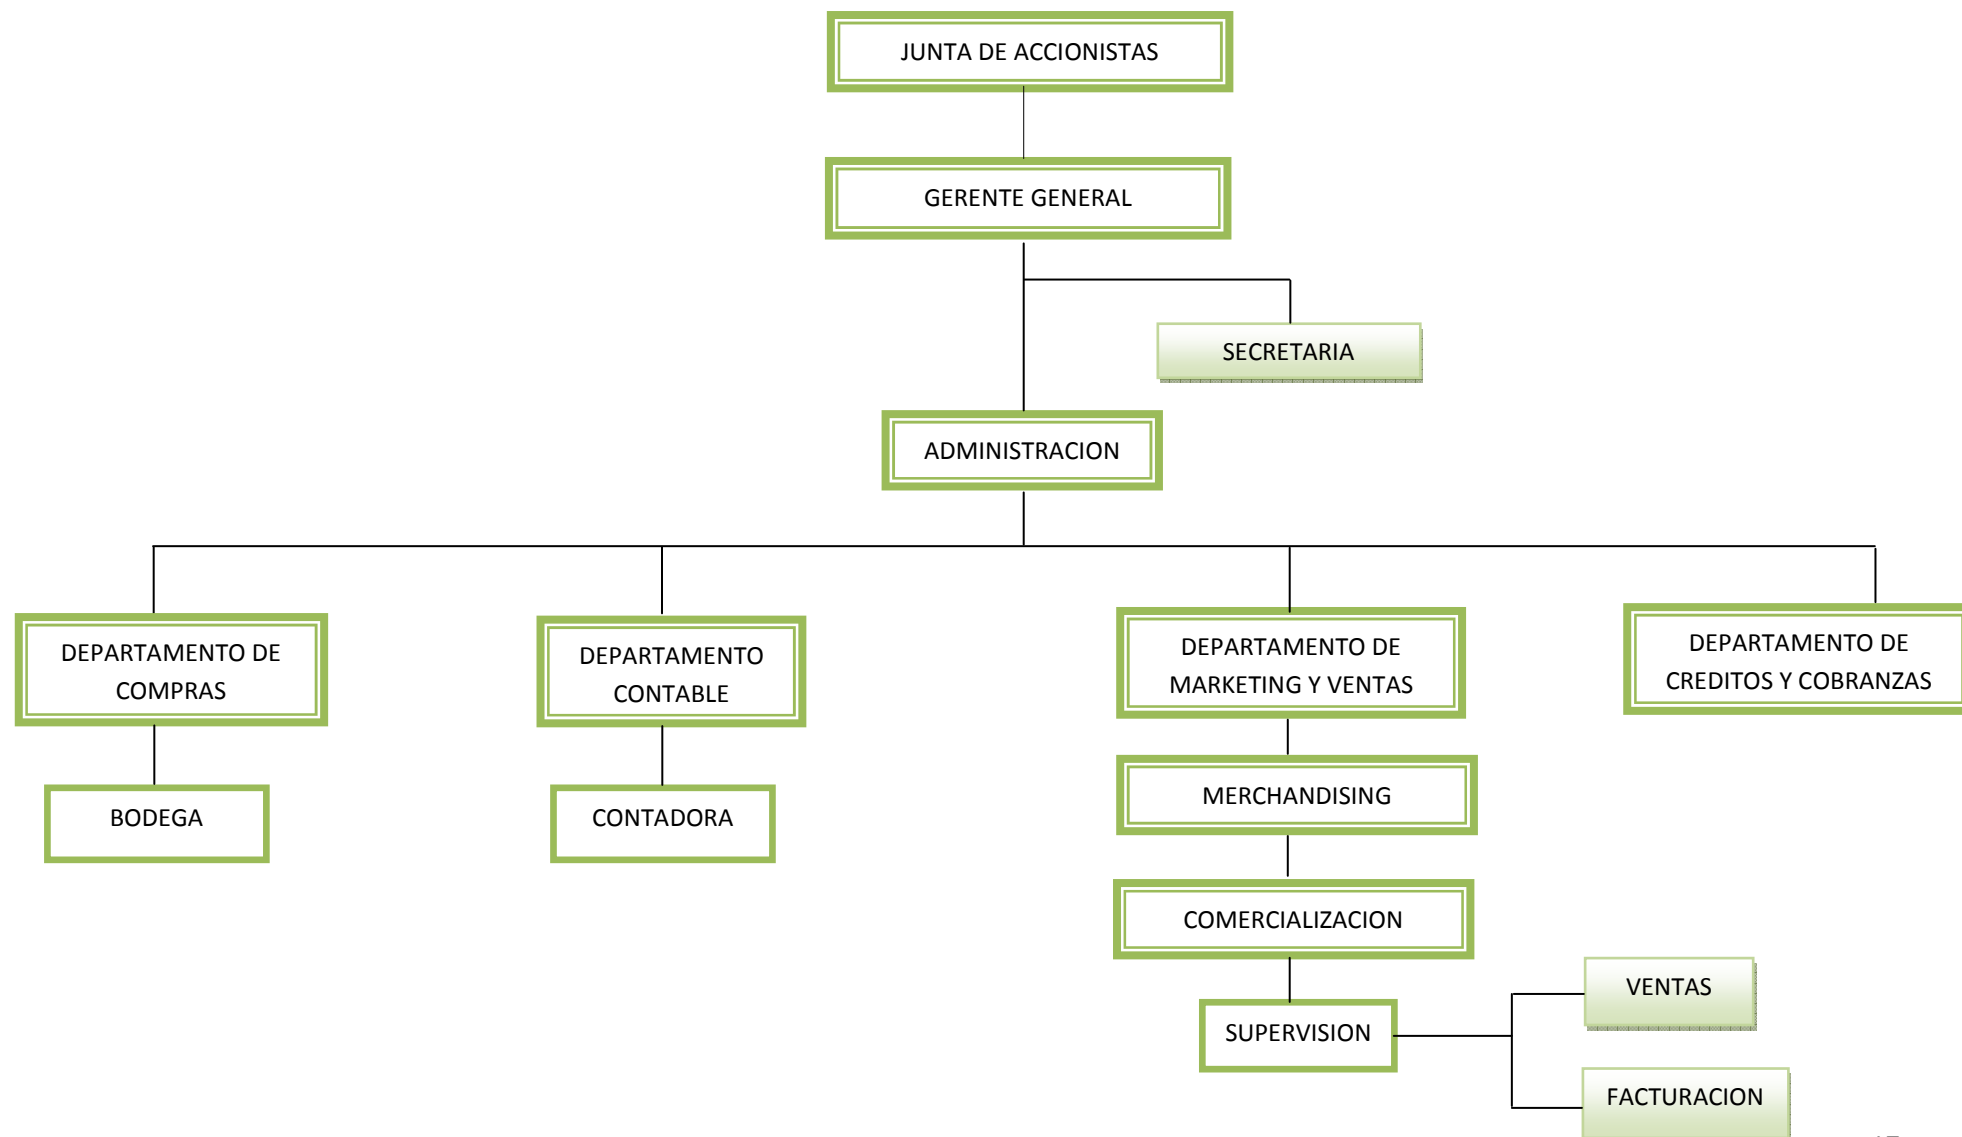 JUNTA DE ACCIONISTAS
GERENTE GENERAL
SECRETARIA
ADMINISTRACION
DEPARTAMENTO DE
COMPRAS
DEPARTAMENTO
CONTABLE
DEPARTAMENTO DE
MARKETING Y VENTAS
DEPARTAMENTO DE
CREDITOS Y COBRANZAS
BODEGA
CONTADORA
MERCHANDISING
COMERCIALIZACION
SUPERVISION
VENTAS
FACTURACION